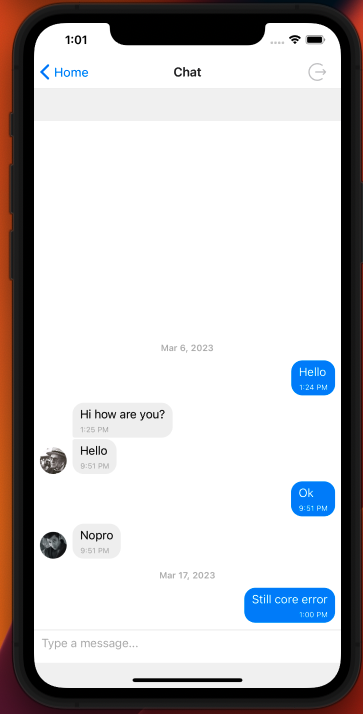 1:01
Home
Chat
Mar 6, 2023
Hello
1:24 PM
Hi how are you?
1:25 PM
Hello
9:51 PM
Ok
9:51 PM
Nopro
9:51 PM
Mar 17, 2023
Still core error
1:00 PM
Type a message...